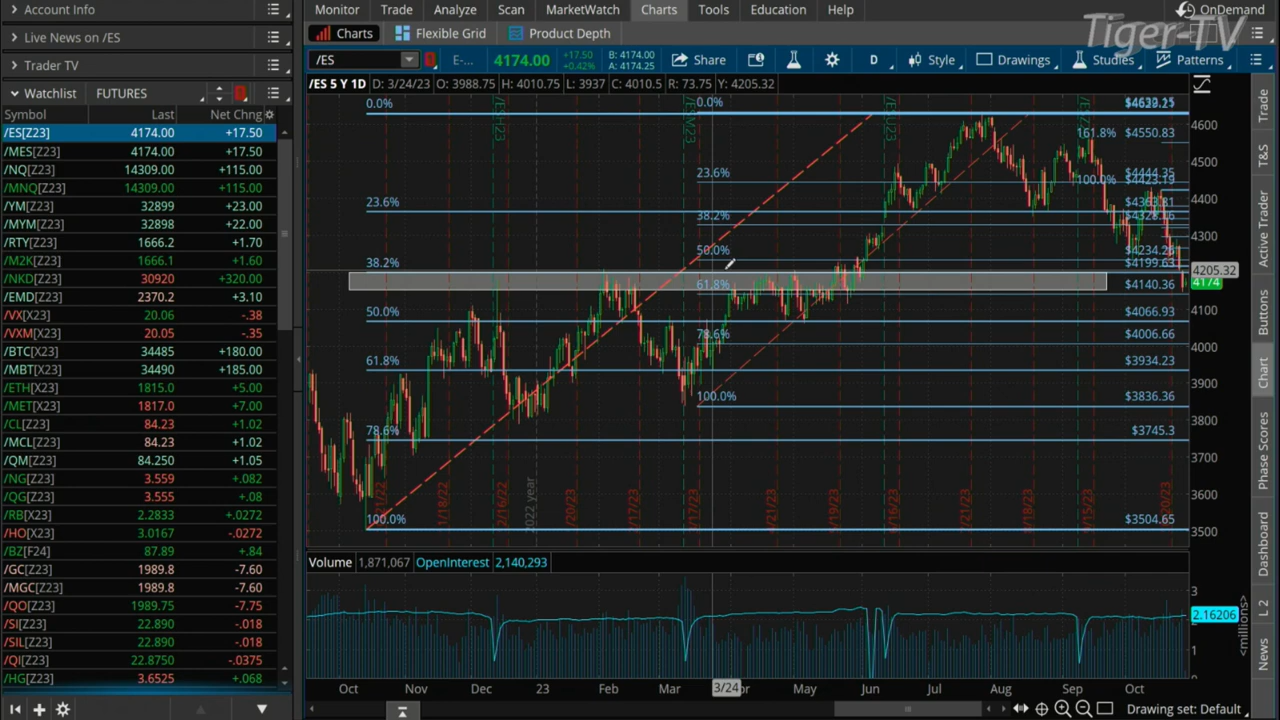 Account Info
Live News on /ES
Trader TV
Watchlist FUTURES
Symbol Last Net Chng
/ES[Z23] 4174.00 +17.50
/MES[Z23] 4174.00 +17.50
/NQ[Z23] 14309.00 +115.00
/MNQ[Z23] 14309.00 +115.00
/YM[Z23] 32899 +23.00
/MYM[Z23] 32898 +22.00
/RTY[Z23] 1666.2 +1.70
/M2K[Z23] 1666.1 +1.60
/NKD[Z23] 30920 +320.00
/EMD[Z23] 2370.2 +3.10
/VX[X23] 20.06 -.38
/VXM[X23] 20.05 -.35
/BTC[X23] 34485 +180.00
/MBT[X23] 34490 +185.00
/ETH[X23] 1815.0 +5.00
/MET[X23] 1817.0 +7.00
/CL[Z23] 84.23 +1.02
/MCL[Z23] 84.23 +1.02
/QM[Z23] 84.250 +1.05
/NG[Z23] 3.559 +.082
/QG[Z23] 3.555 +.08
/RB[X23] 2.2833 +.0272
/HO[X23] 3.0167 -.0272
/BZ[F24] 87.89 +.84
/GC[Z23] 1989.8 -7.60
/MGC[Z23] 1989.8 -7.60
/QO[Z23] 1989.75 -7.75
/SI[Z23] 22.890 -.018
/SIL[Z23] 22.890 -.018
/QI[Z23] 22.8750 -.0375
/HG[Z23] 3.6525 +.068
Monitor Trade Analyze Scan MarketWatch Charts Tools Education Help OnDemand
Tiger-TV
Charts Flexible Grid Product Depth
/ES E-... 4174.00 +17.50 +0.42% B: 4174.00 A: 4174.25 Share D Style Drawings Studies Patterns
/ES 5 Y 1D D: 3/24/23 O: 3988.75 H: 4010.75 L: 3937 C: 4010.5 R: 73.75 Y: 4205.32
0.0% 0.0%
161.8% $4550.83
23.6% $4444.35
100.0% $4423.19
23.6% 38.2%
50.0% $4234.26
38.2% $4199.63
4205.32
4174
61.8% $4140.36
50.0% $4066.93
78.6% $4006.66
61.8% $3934.23
100.0% $3836.36
78.6% $3745.3
100.0% $3504.65
4600
4500
4400
4300
4100
4000
3900
3800
3700
3600
3500
2022 year
Volume 1,871,067 OpenInterest 2,140,293
3
2.16206
2
1
<millions>
Oct Nov Dec 23 Feb Mar 3/24 May Jun Jul Aug Sep Oct
Drawing set: Default
Trade
T&S
Active Trader
Buttons
Chart
Phase Scores
Dashboard
L 2
News